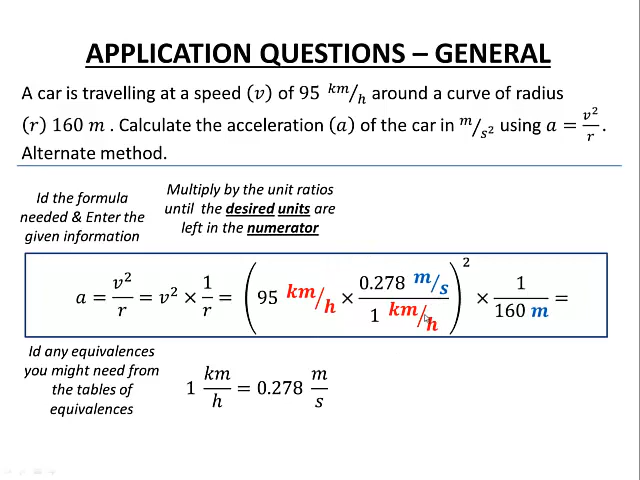 APPLICATION QUESTIONS – GENERAL
A car is travelling at a speed (v) of 95 km/h around a curve of radius
(r) 160 m . Calculate the acceleration (a) of the car in m/s² using a = v²/r.
Alternate method.
Id the formula
needed & Enter the
given information
Multiply by the unit ratios
until the desired units are
left in the numerator
a = v²/r = v² × 1/r = (95 km/h × 0.278 m/s / 1 km/h)² × 1/160 m =
Id any equivalences
you might need from
the tables of
equivalences
1 km/h = 0.278 m/s